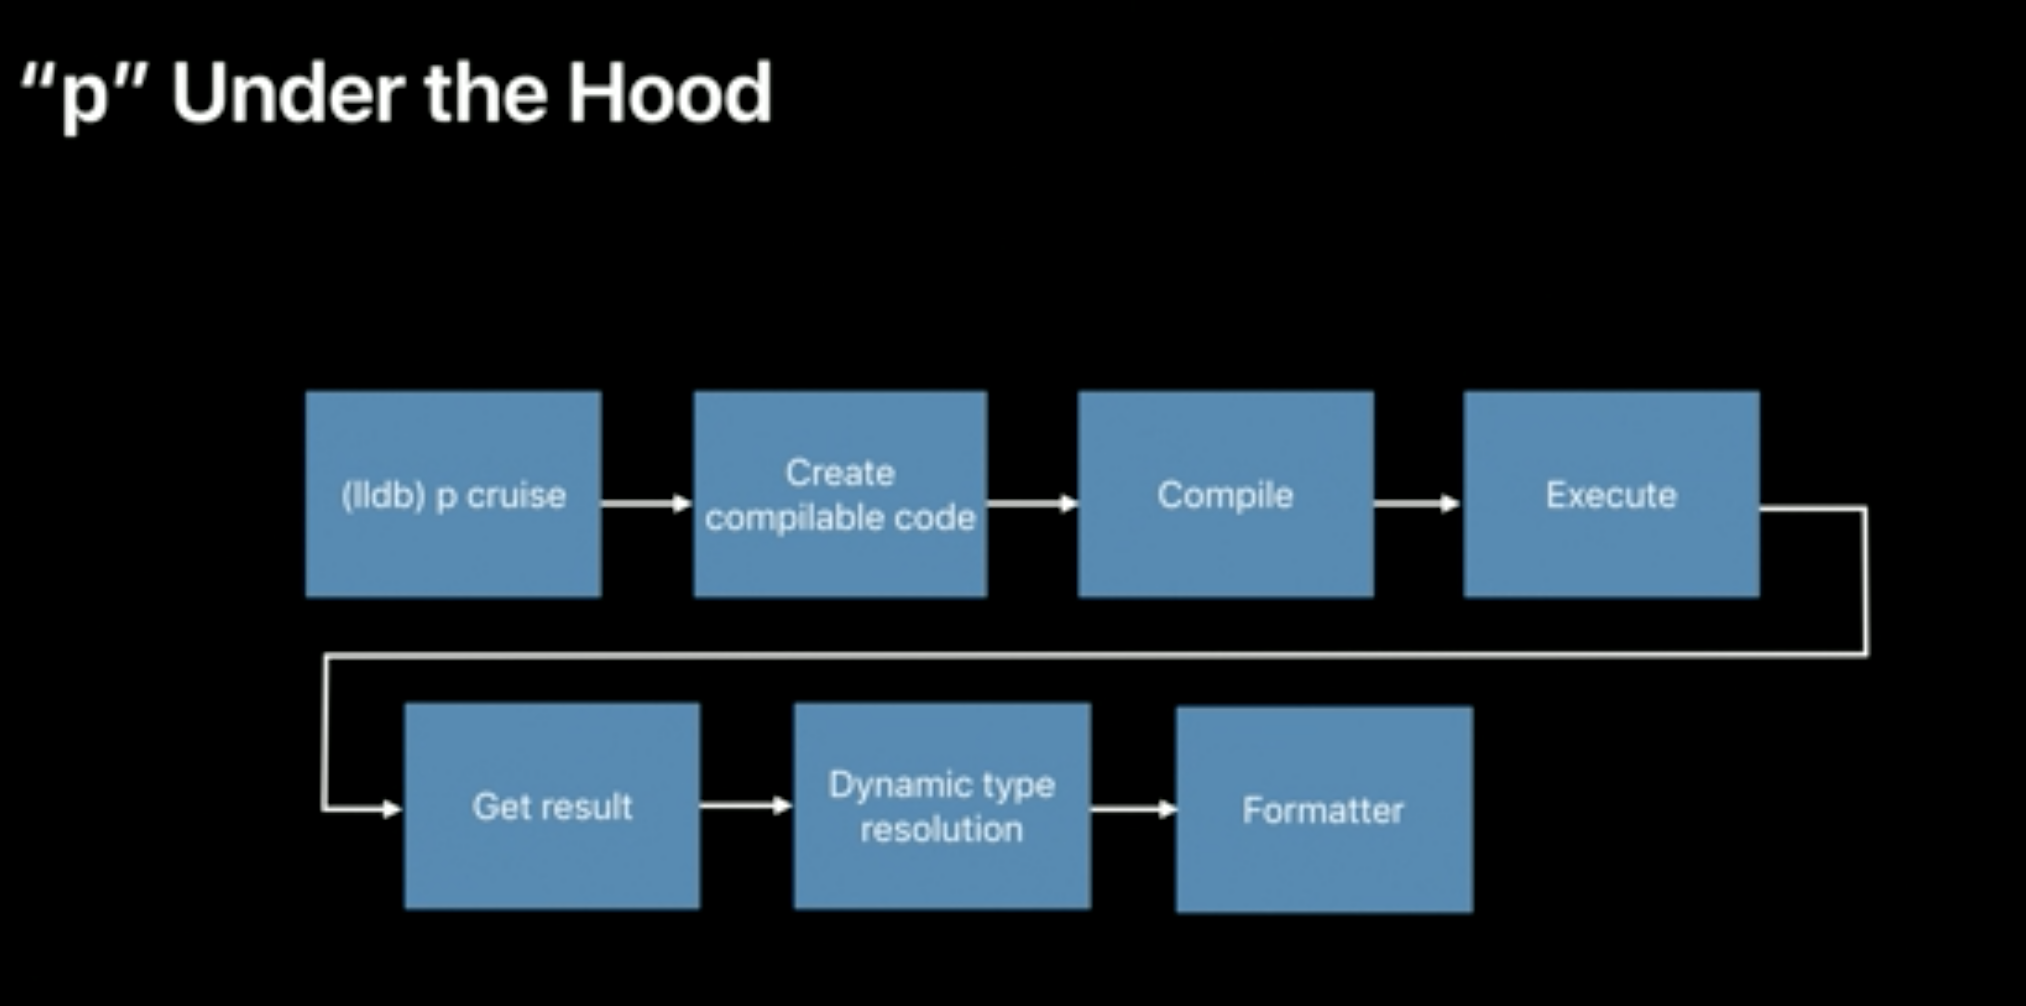 “p” Under the Hood
(lldb) p cruise
Create
compilable code
Compile
Execute
Get result
Dynamic type
resolution
Formatter